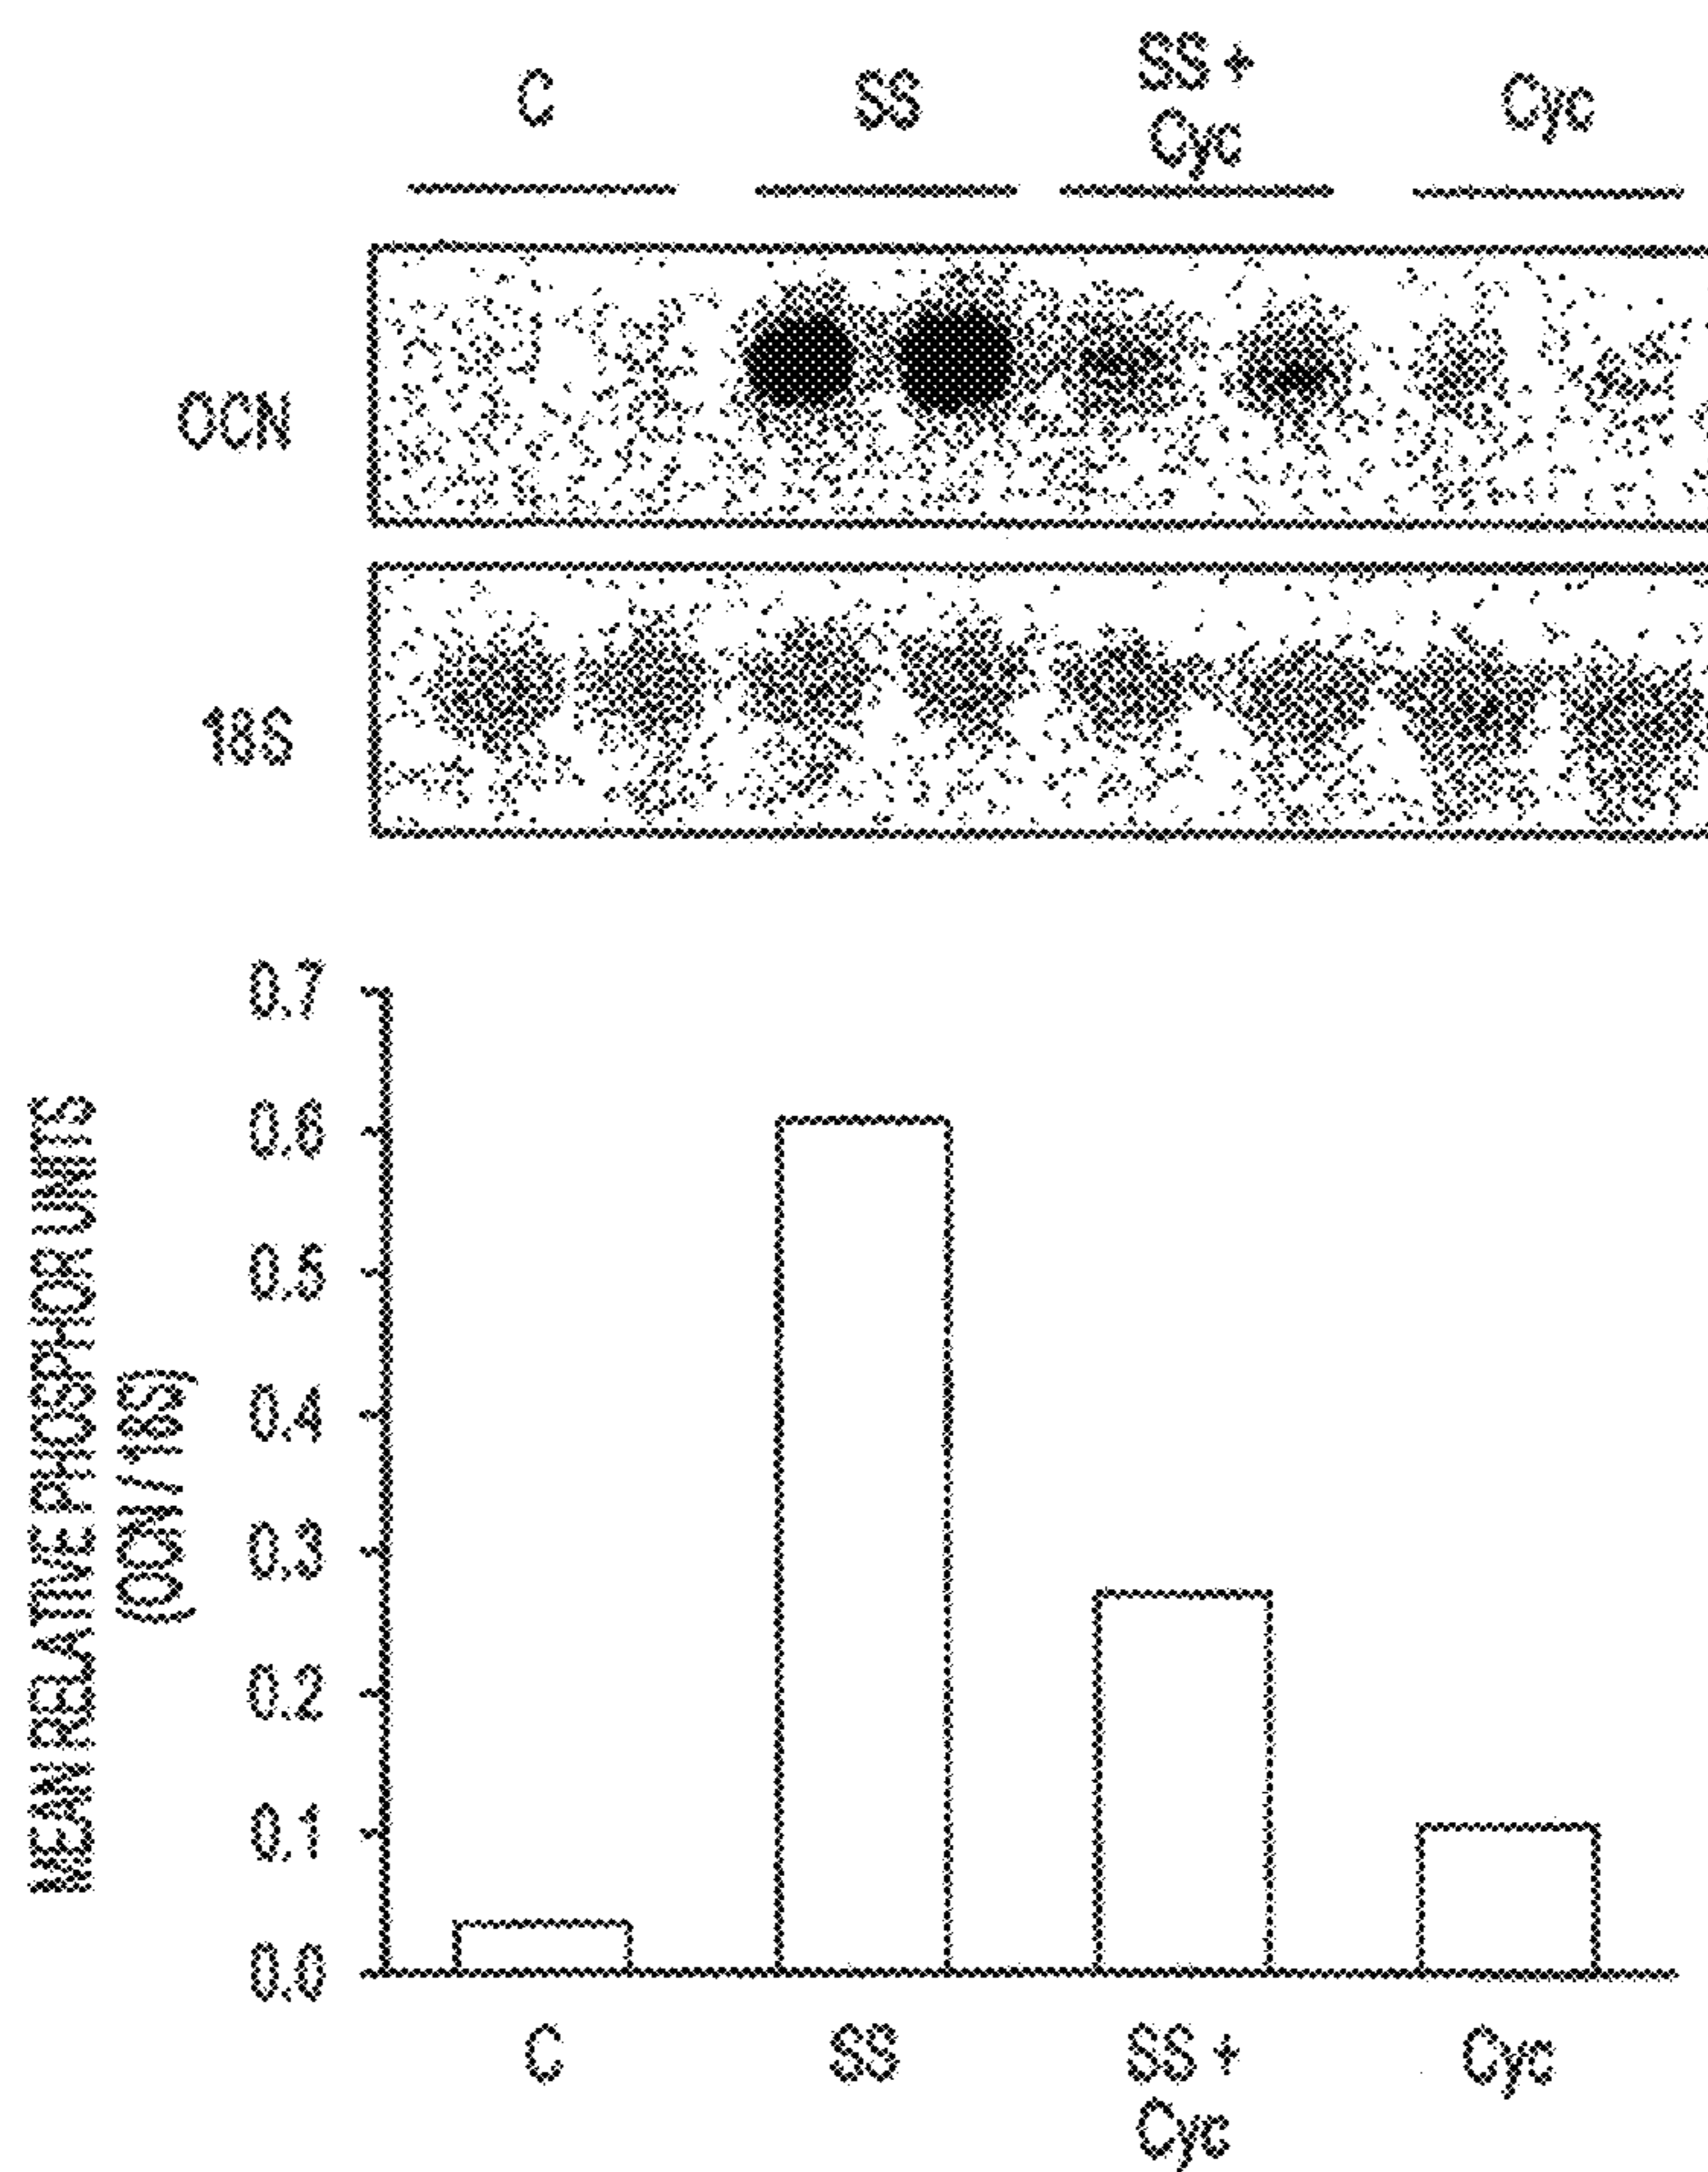 C
SS
SS +
Cyc
Cyc
OCN
18S
MEAN RELATIVE PHOSPHOR UNITS
(OCN / 18S)
0.7
0.6
0.5
0.4
0.3
0.2
0.1
0.0
C
SS
SS +
Cyc
Cyc